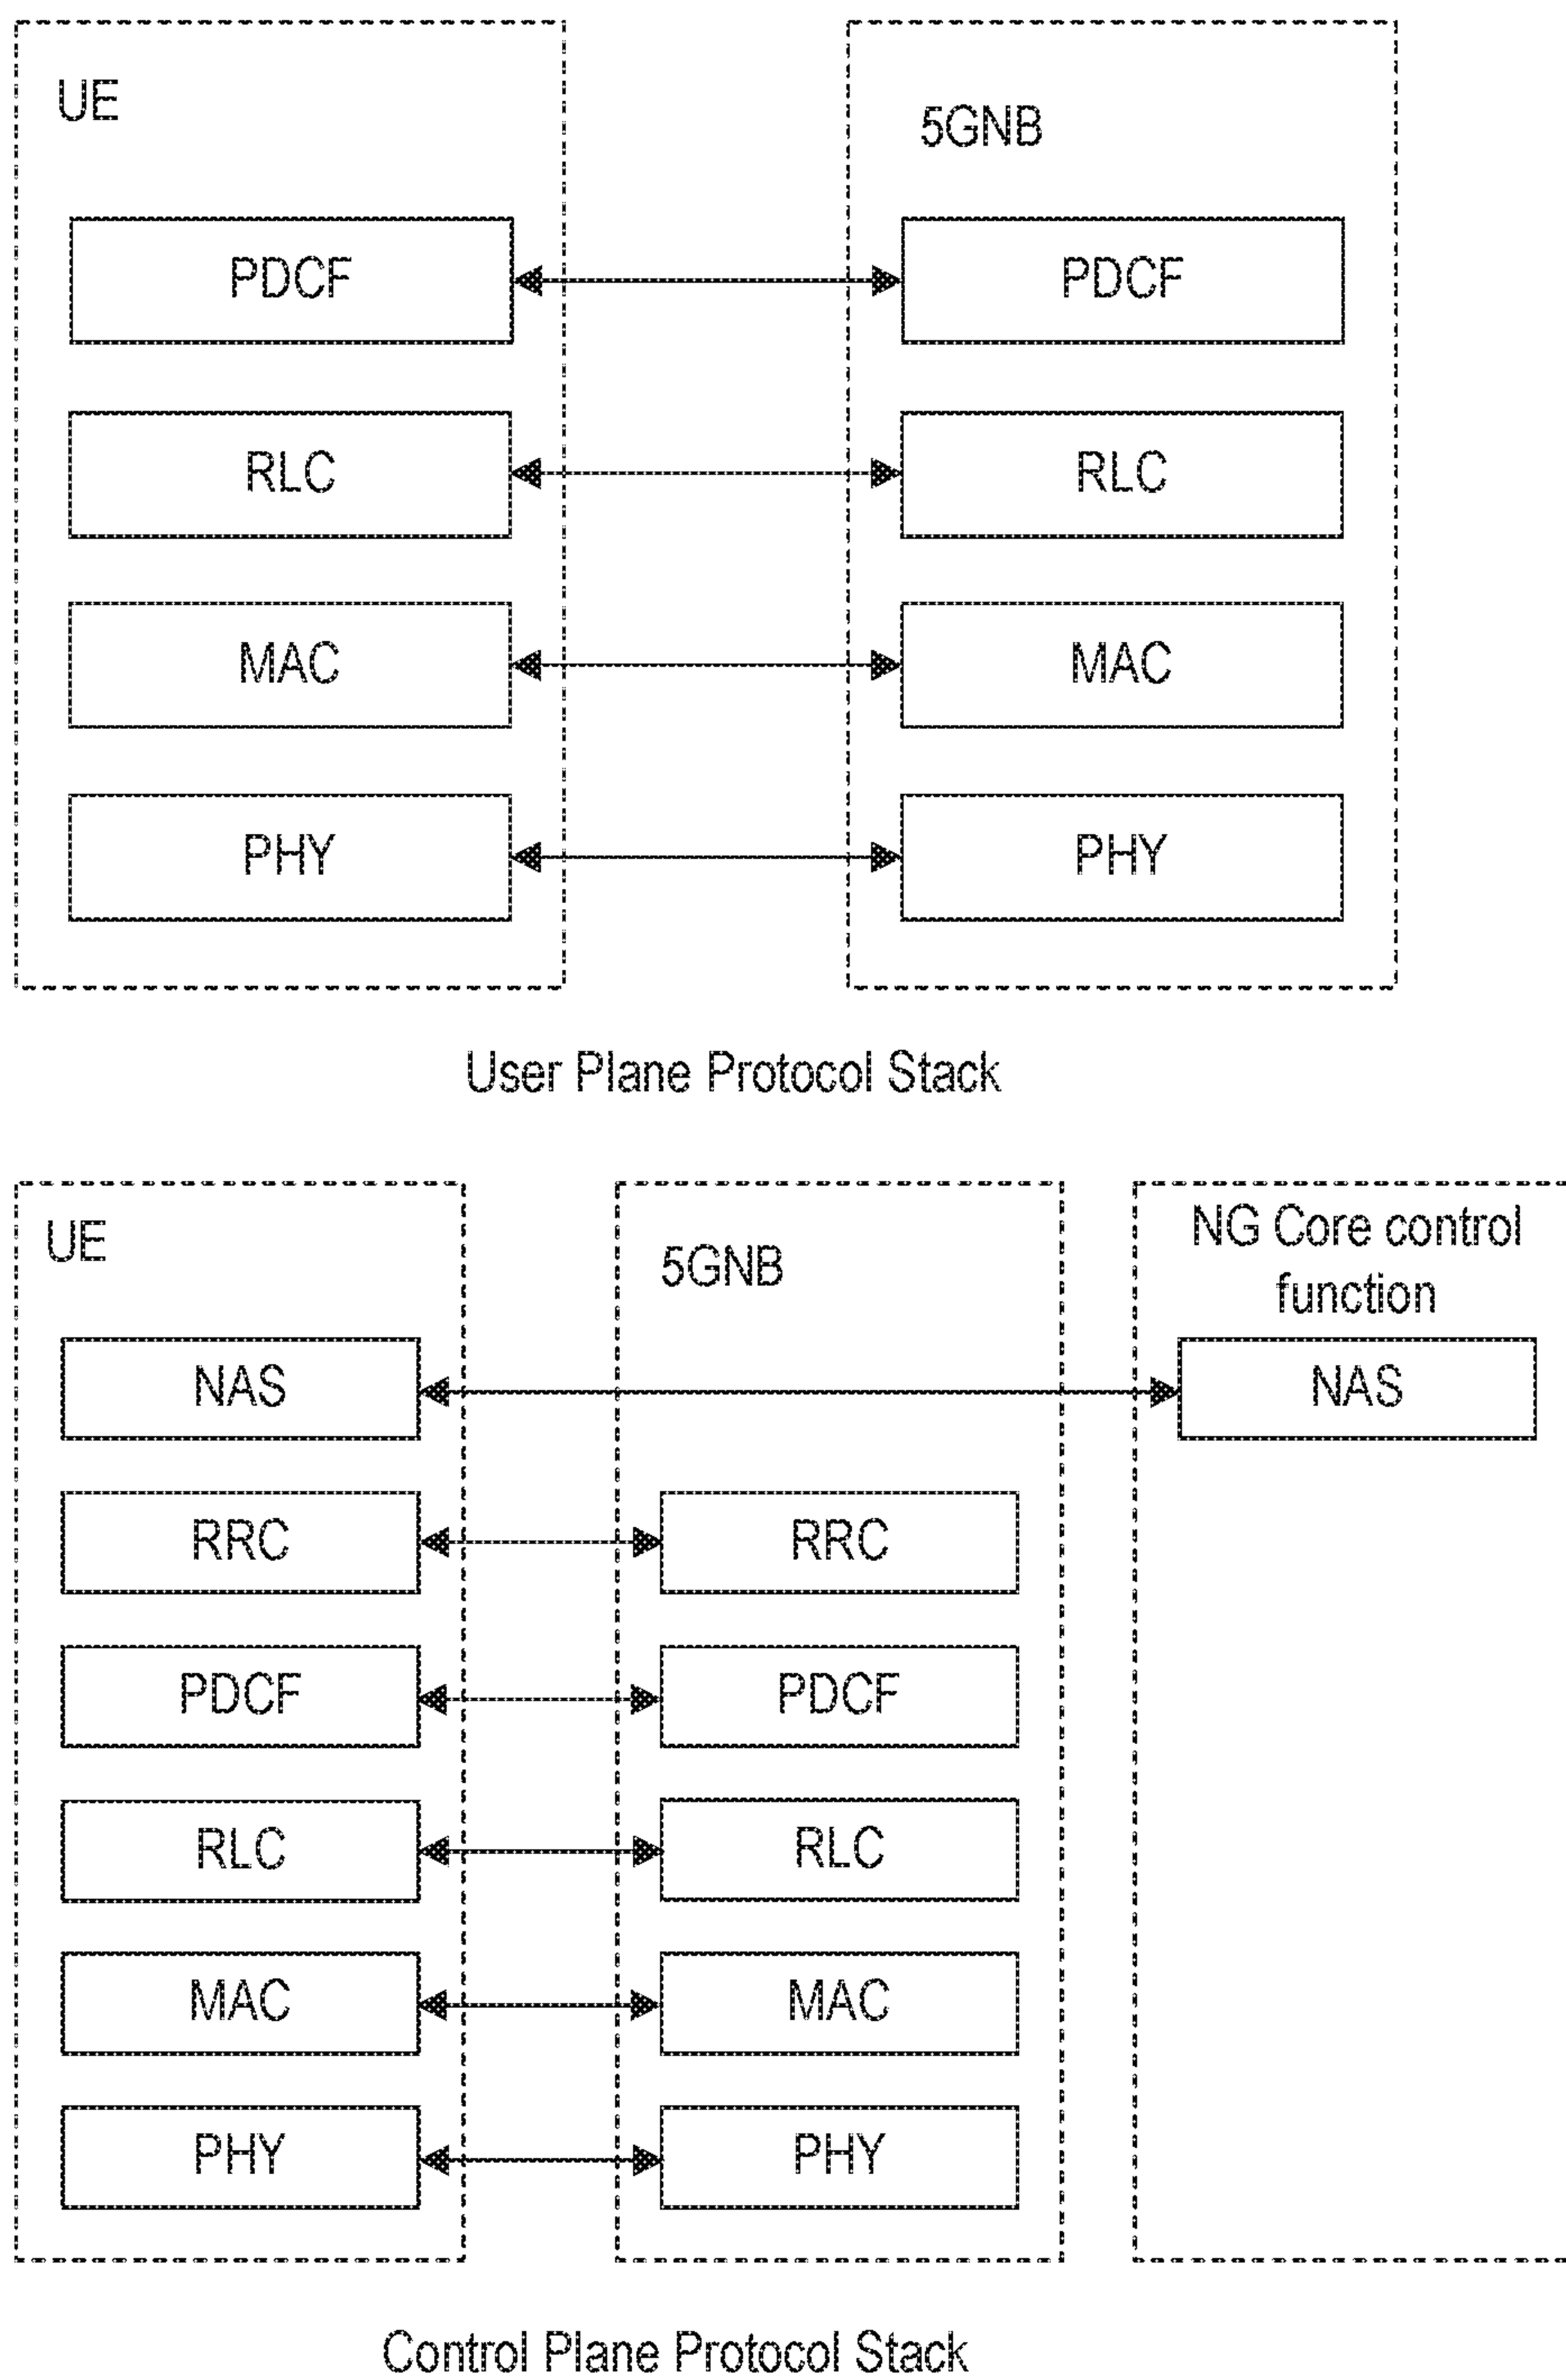 UE
5GNB
PDCF
PDCF
RLC
RLC
MAC
MAC
PHY
PHY
User Plane Protocol Stack
UE
5GNB
NG Core control
function
NAS
NAS
RRC
RRC
PDCF
PDCF
RLC
RLC
MAC
MAC
PHY
PHY
Control Plane Protocol Stack